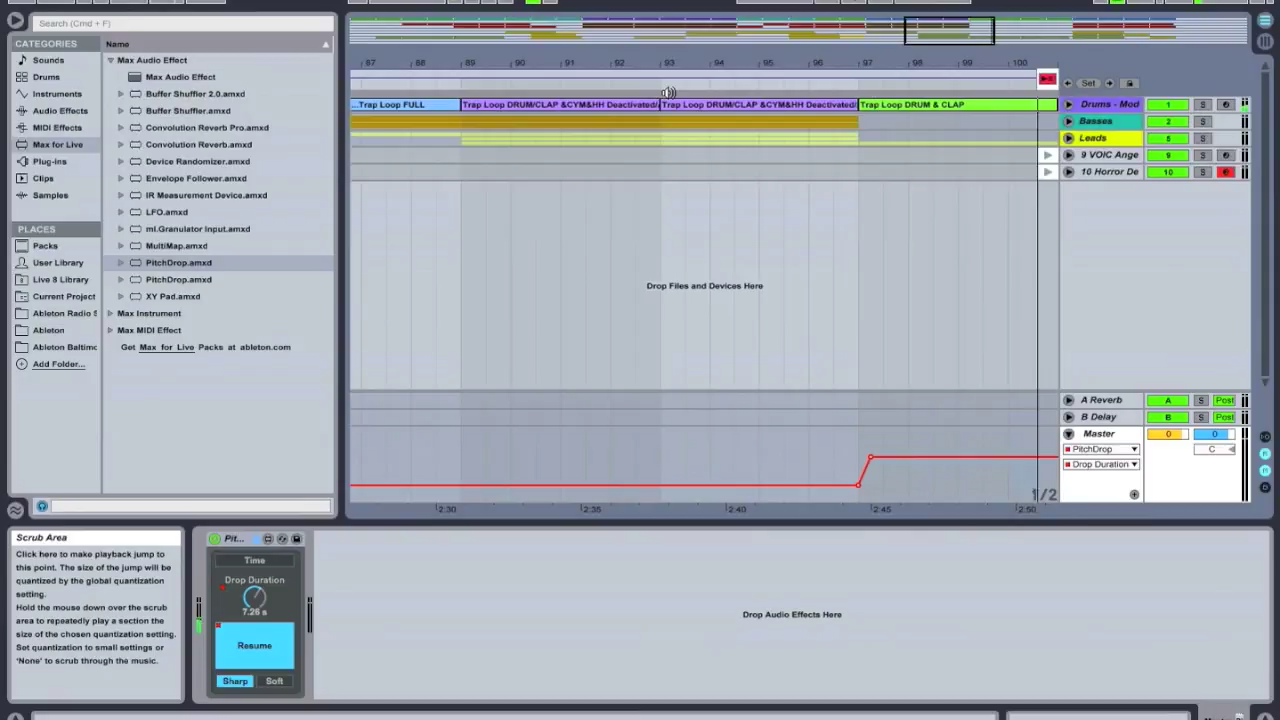 Search (Cmd + F)
CATEGORIES
Sounds
Drums
Instruments
Audio Effects
MIDI Effects
Max for Live
Plug-ins
Clips
Samples
PLACES
Packs
User Library
Live 8 Library
Current Project
Ableton Radio
Ableton
Ableton Baltimo
Add Folder...
Name
Max Audio Effect
Max Audio Effect
Buffer Shuffler 2.0.amxd
Buffer Shuffler.amxd
Convolution Reverb Pro.amxd
Convolution Reverb.amxd
Device Randomizer.amxd
Envelope Follower.amxd
IR Measurement Device.amxd
LFO.amxd
ml.Granulator Input.amxd
MultiMap.amxd
PitchDrop.amxd
PitchDrop.amxd
XY Pad.amxd
Max Instrument
Max MIDI Effect
Get Max for Live Packs at ableton.com
87 88 89 90 91 92 93 94 95 96 97 98 99 100
Set
...Trap Loop FULL
Trap Loop DRUM/CLAP &CYM&HH Deactivated/
Trap Loop DRUM/CLAP &CYM&HH Deactivated/
Trap Loop DRUM & CLAP
Drums - Mod 1 S
Basses 2 S
Leads 5 S
9 VOIC Ange 9 S
10 Horror De 10 S
Drop Files and Devices Here
A Reverb A S Post
B Delay B S Post
Master 0 0
PitchDrop C
Drop Duration
1/2
2:30 2:35 2:40 2:45 2:50
Scrub Area
Click here to make playback jump to
this point. The size of the jump will be
quantized by the global quantization
setting.
Hold the mouse down over the scrub
area to repeatedly play a section the
size of the chosen quantization setting.
Set quantization to small settings or
'None' to scrub through the music.
Pit...
Time
Drop Duration
7.26 s
Resume
Sharp Soft
Drop Audio Effects Here